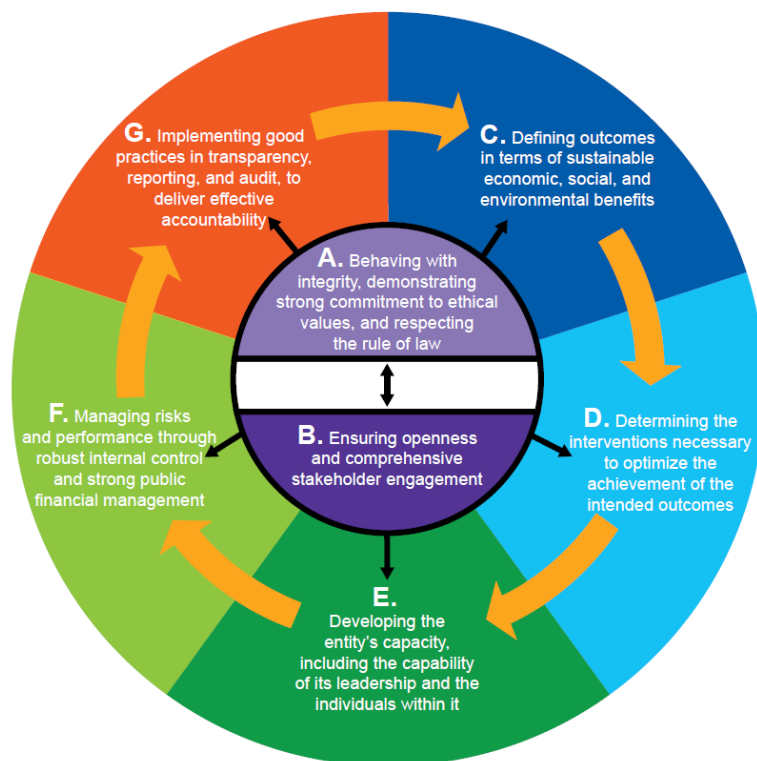 A. Behaving with
integrity, demonstrating
strong commitment to ethical
values, and respecting
the rule of law
B. Ensuring openness
and comprehensive
stakeholder engagement
C. Defining outcomes
in terms of sustainable
economic, social, and
environmental benefits
D. Determining the
interventions necessary
to optimize the
achievement of the
intended outcomes
E.
Developing the
entity's capacity,
including the capability
of its leadership and the
individuals within it
F. Managing risks
and performance through
robust internal control
and strong public
financial management
G. Implementing good
practices in transparency,
reporting, and audit, to
deliver effective
accountability